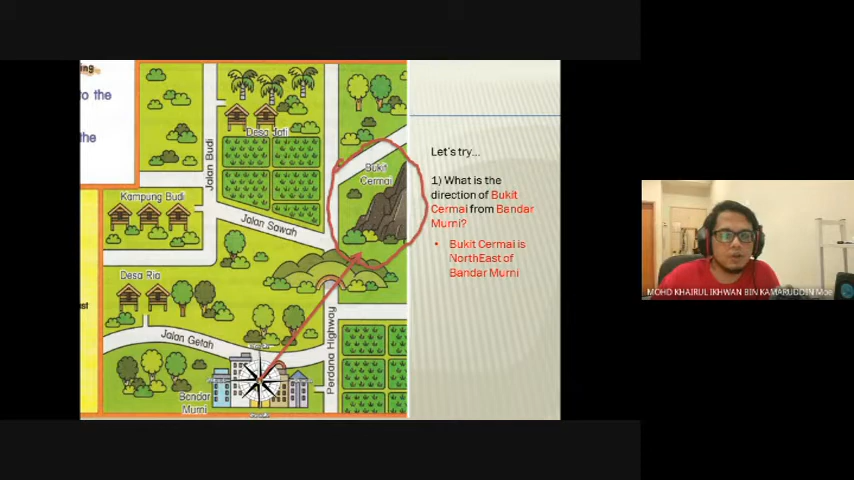 ing
to the
the
Kampung Budi
Jalan Budi
Desa Jati
Bukit
Cermai
Jalan Sawah
Desa Ria
Jalan Getah
Perdana Highway
Bandar
Murni
Let's try...
1) What is the
direction of Bukit
Cermai from Bandar
Murni?
• Bukit Cermai is
NorthEast of
Bandar Murni
MOHD KHAIRUL IKHWAN BIN KAMARUDDIN Moe